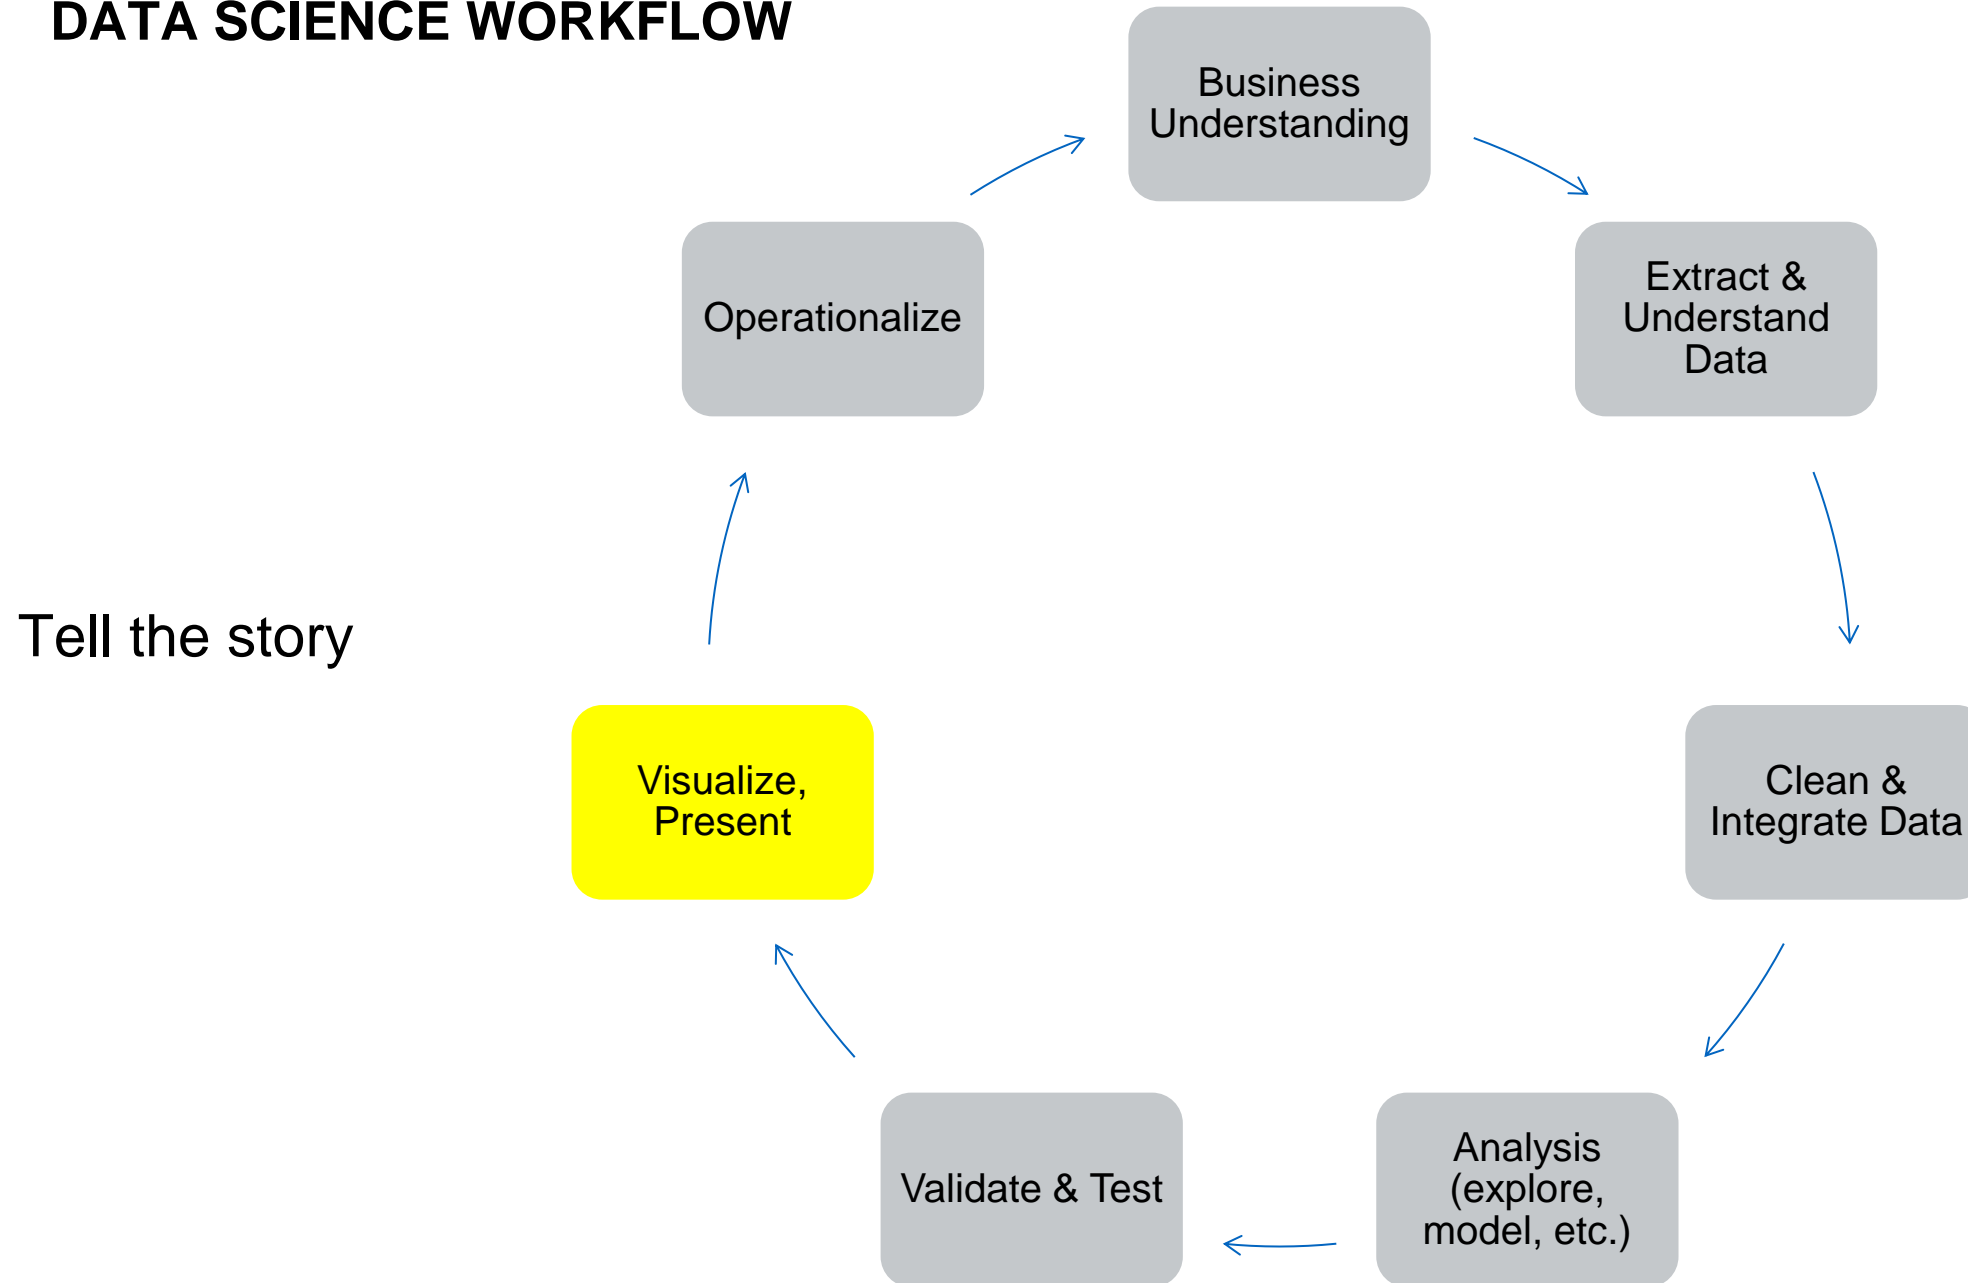 DATA SCIENCE WORKFLOW
Business
Understanding
Extract &
Understand
Data
Clean &
Integrate Data
Analysis
(explore,
model, etc.)
Validate & Test
Visualize,
Present
Operationalize
Tell the story